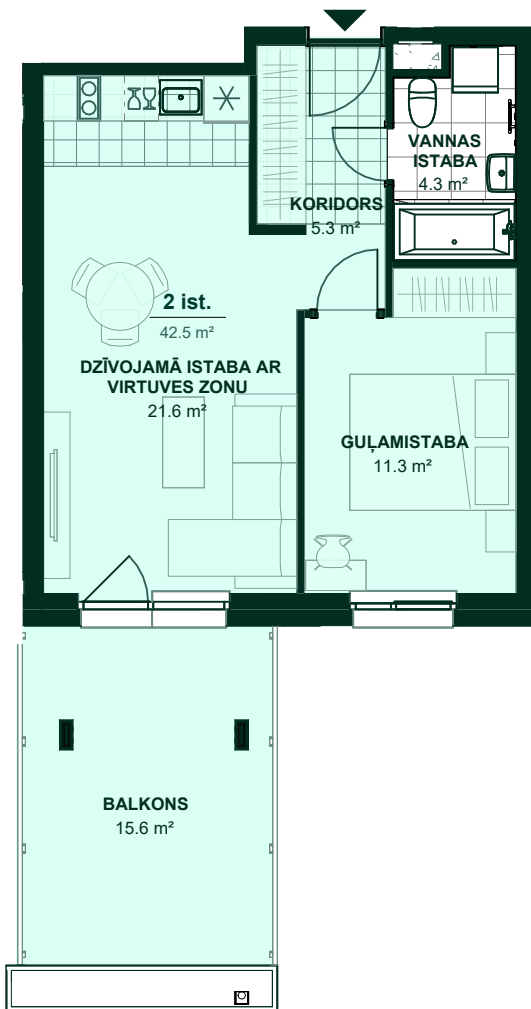 VANNAS
ISTABA
4.3 m²
KORIDORS
5.3 m²
2 ist.
42.5 m²
DZĪVOJAMĀ ISTABA AR
VIRTUVES ZONU
21.6 m²
GUĻAMISTABA
11.3 m²
BALKONS
15.6 m²